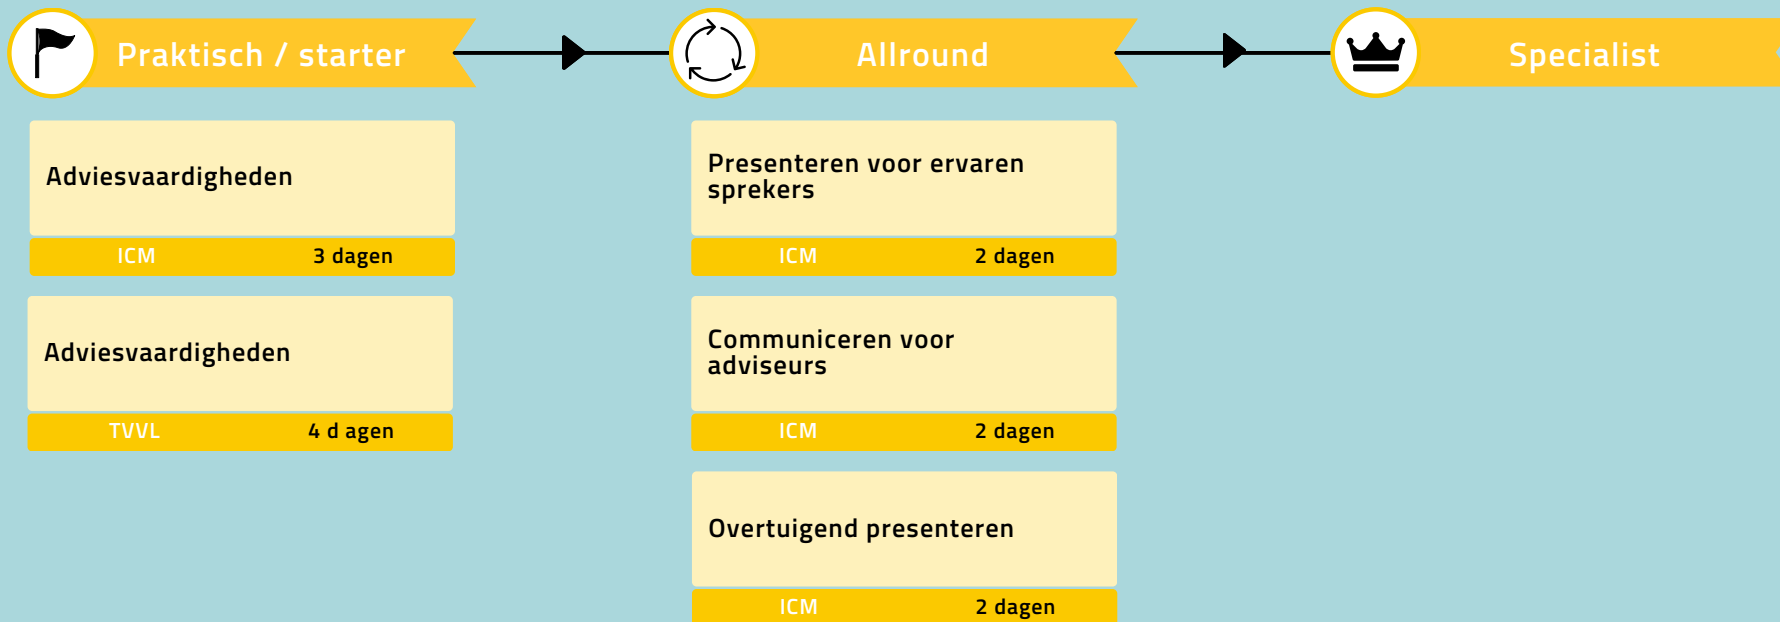 Praktisch / starter
Allround
Specialist
Adviesvaardigheden
ICM 3 dagen
Adviesvaardigheden
TVVL 4 d agen
Presenteren voor ervaren
sprekers
ICM 2 dagen
Communiceren voor
adviseurs
ICM 2 dagen
Overtuigend presenteren
ICM 2 dagen